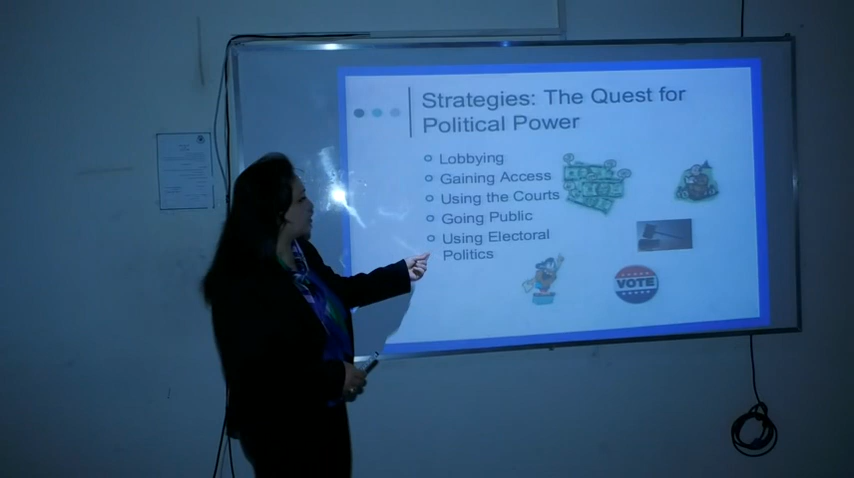 Strategies: The Quest for
Political Power
Lobbying
Gaining Access
Using the Courts
Going Public
Using Electoral
Politics
VOTE